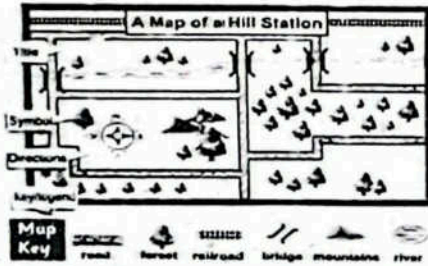 A Map of a Hill Station
Title
Symbol
Directions
Key/legend
Map
Key
road
forest
railroad
bridge
mountains
river